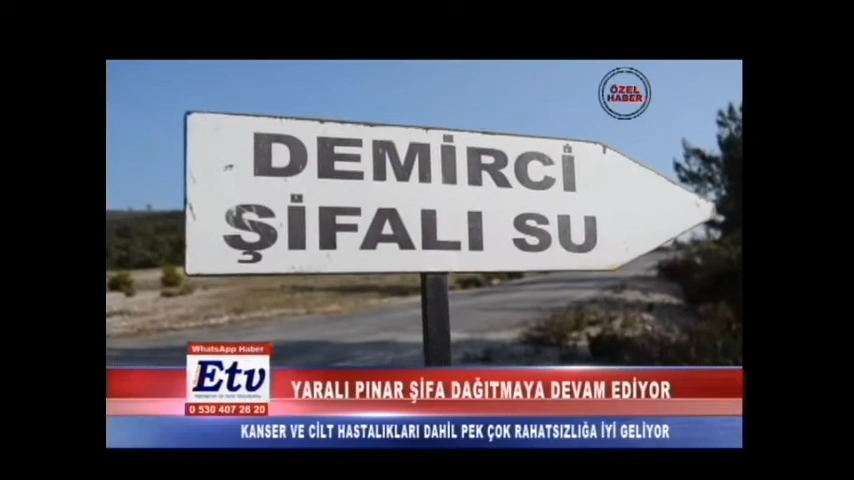 ÖZEL
HABER
DEMİRCİ
ŞİFALI SU
WhatsApp Haber
Etv
0 530 407 26 20
YARALI PINAR ŞİFA DAĞITMAYA DEVAM EDİYOR
KANSER VE CİLT HASTALIKLARI DAHİL PEK ÇOK RAHATSIZLIĞA İYİ GELİYOR